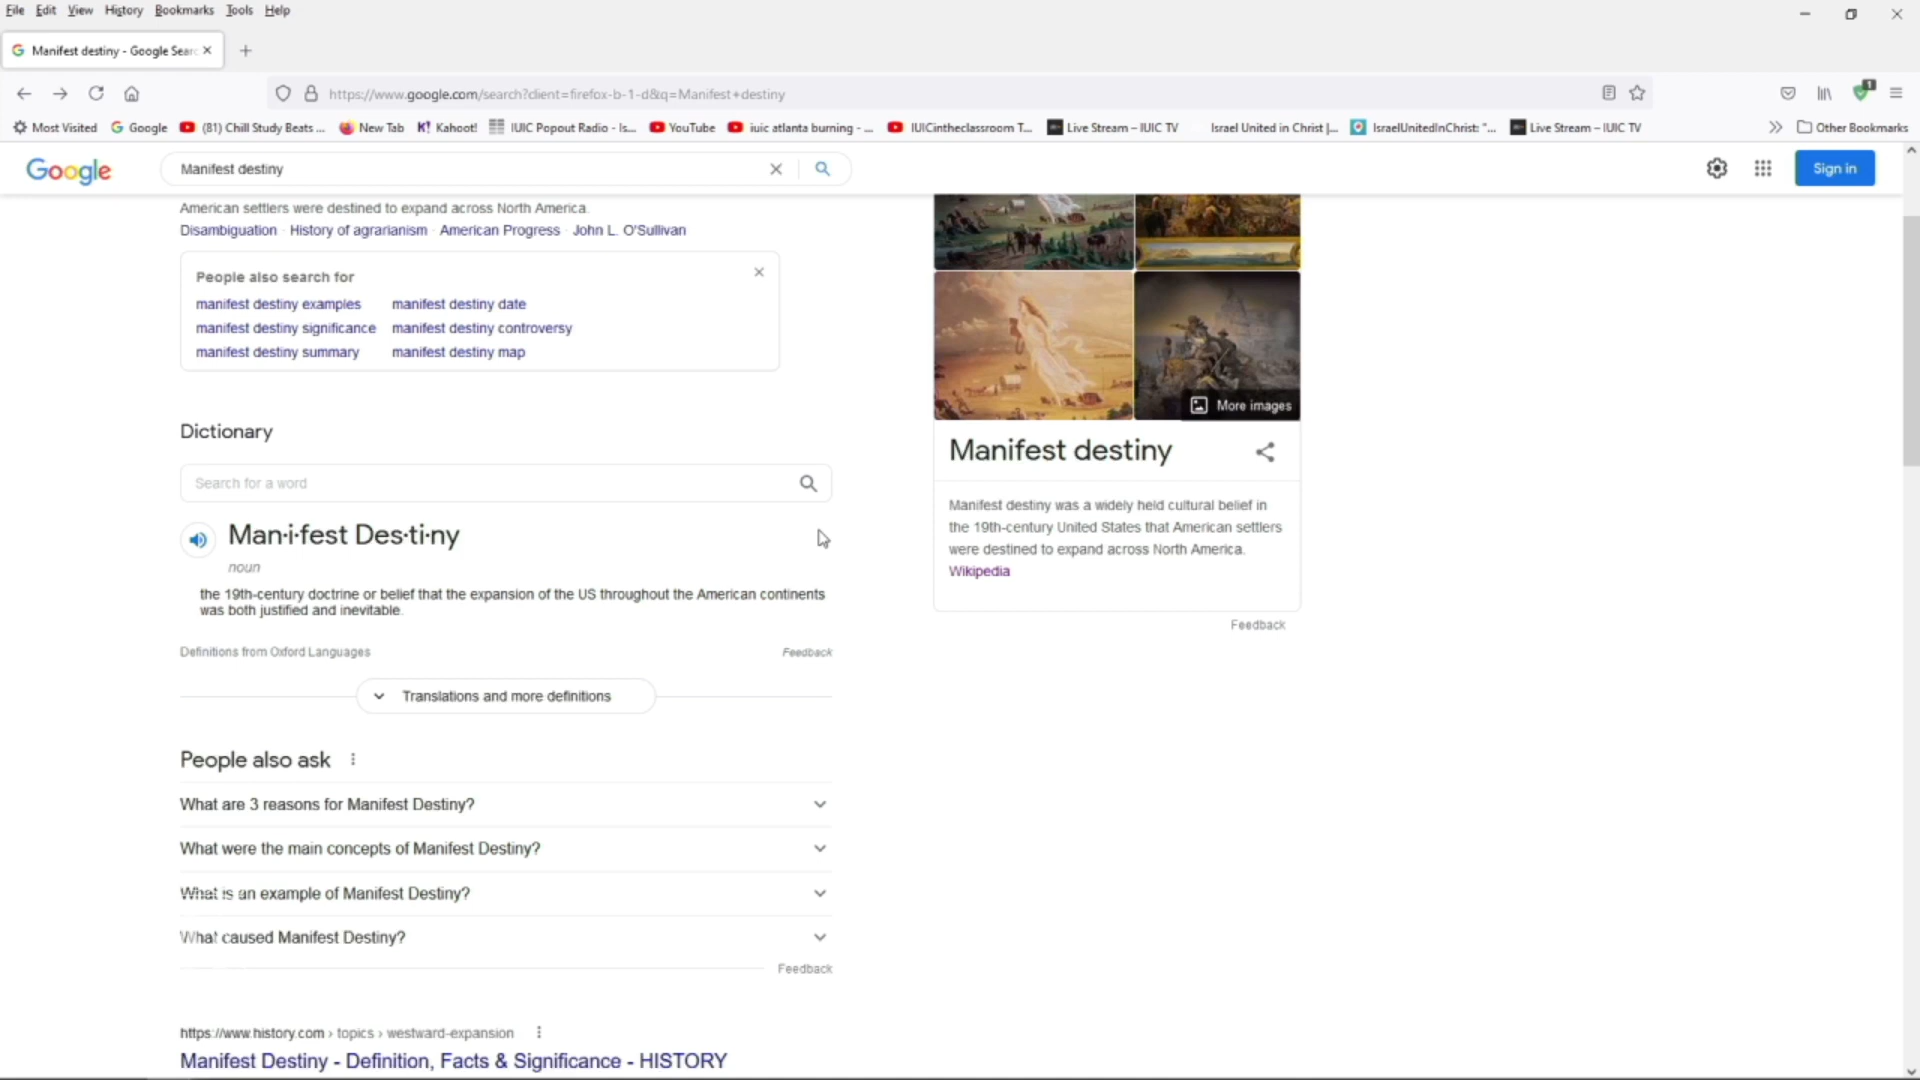 File Edit View History Bookmarks Tools Help
Manifest destiny - Google Searc
https://www.google.com/search?client=firefox-b-1-d&q=Manifest+destiny
1
Most Visited Google (81) Chill Study Beats ... New Tab Kahoot! IUIC Popout Radio - Is... YouTube iuic atlanta burning - ... IUICintheclassroom T... Live Stream – IUIC TV Israel United in Christ |... IsraelUnitedInChrist: "... Live Stream – IUIC TV Other Bookmarks
Google Manifest destiny Sign in
American settlers were destined to expand across North America.
Disambiguation · History of agrarianism · American Progress · John L. O'Sullivan
People also search for
manifest destiny examples manifest destiny date
manifest destiny significance manifest destiny controversy
manifest destiny summary manifest destiny map
More images
Dictionary
Manifest destiny
Search for a word
Manifest destiny was a widely held cultural belief in
the 19th-century United States that American settlers
were destined to expand across North America.
Wikipedia
Feedback
Man·i·fest Des·ti·ny
noun
the 19th-century doctrine or belief that the expansion of the US throughout the American continents
was both justified and inevitable.
Definitions from Oxford Languages Feedback
Translations and more definitions
People also ask
What are 3 reasons for Manifest Destiny?
What were the main concepts of Manifest Destiny?
What is an example of Manifest Destiny?
What caused Manifest Destiny?
Feedback
https://www.history.com › topics › westward-expansion
Manifest Destiny - Definition, Facts & Significance - HISTORY